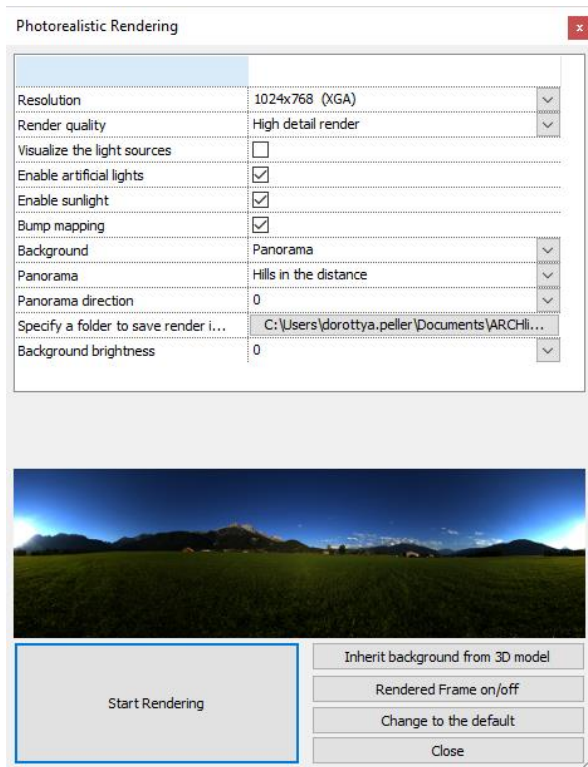 Photorealistic Rendering
x
Resolution 1024x768 (XGA)
Render quality High detail render
Visualize the light sources
Enable artificial lights
Enable sunlight
Bump mapping
Background Panorama
Panorama Hills in the distance
Panorama direction 0
Specify a folder to save render i... C:\Users\dorottya.peller\Documents\ARCHli...
Background brightness 0
Start Rendering
Inherit background from 3D model
Rendered Frame on/off
Change to the default
Close